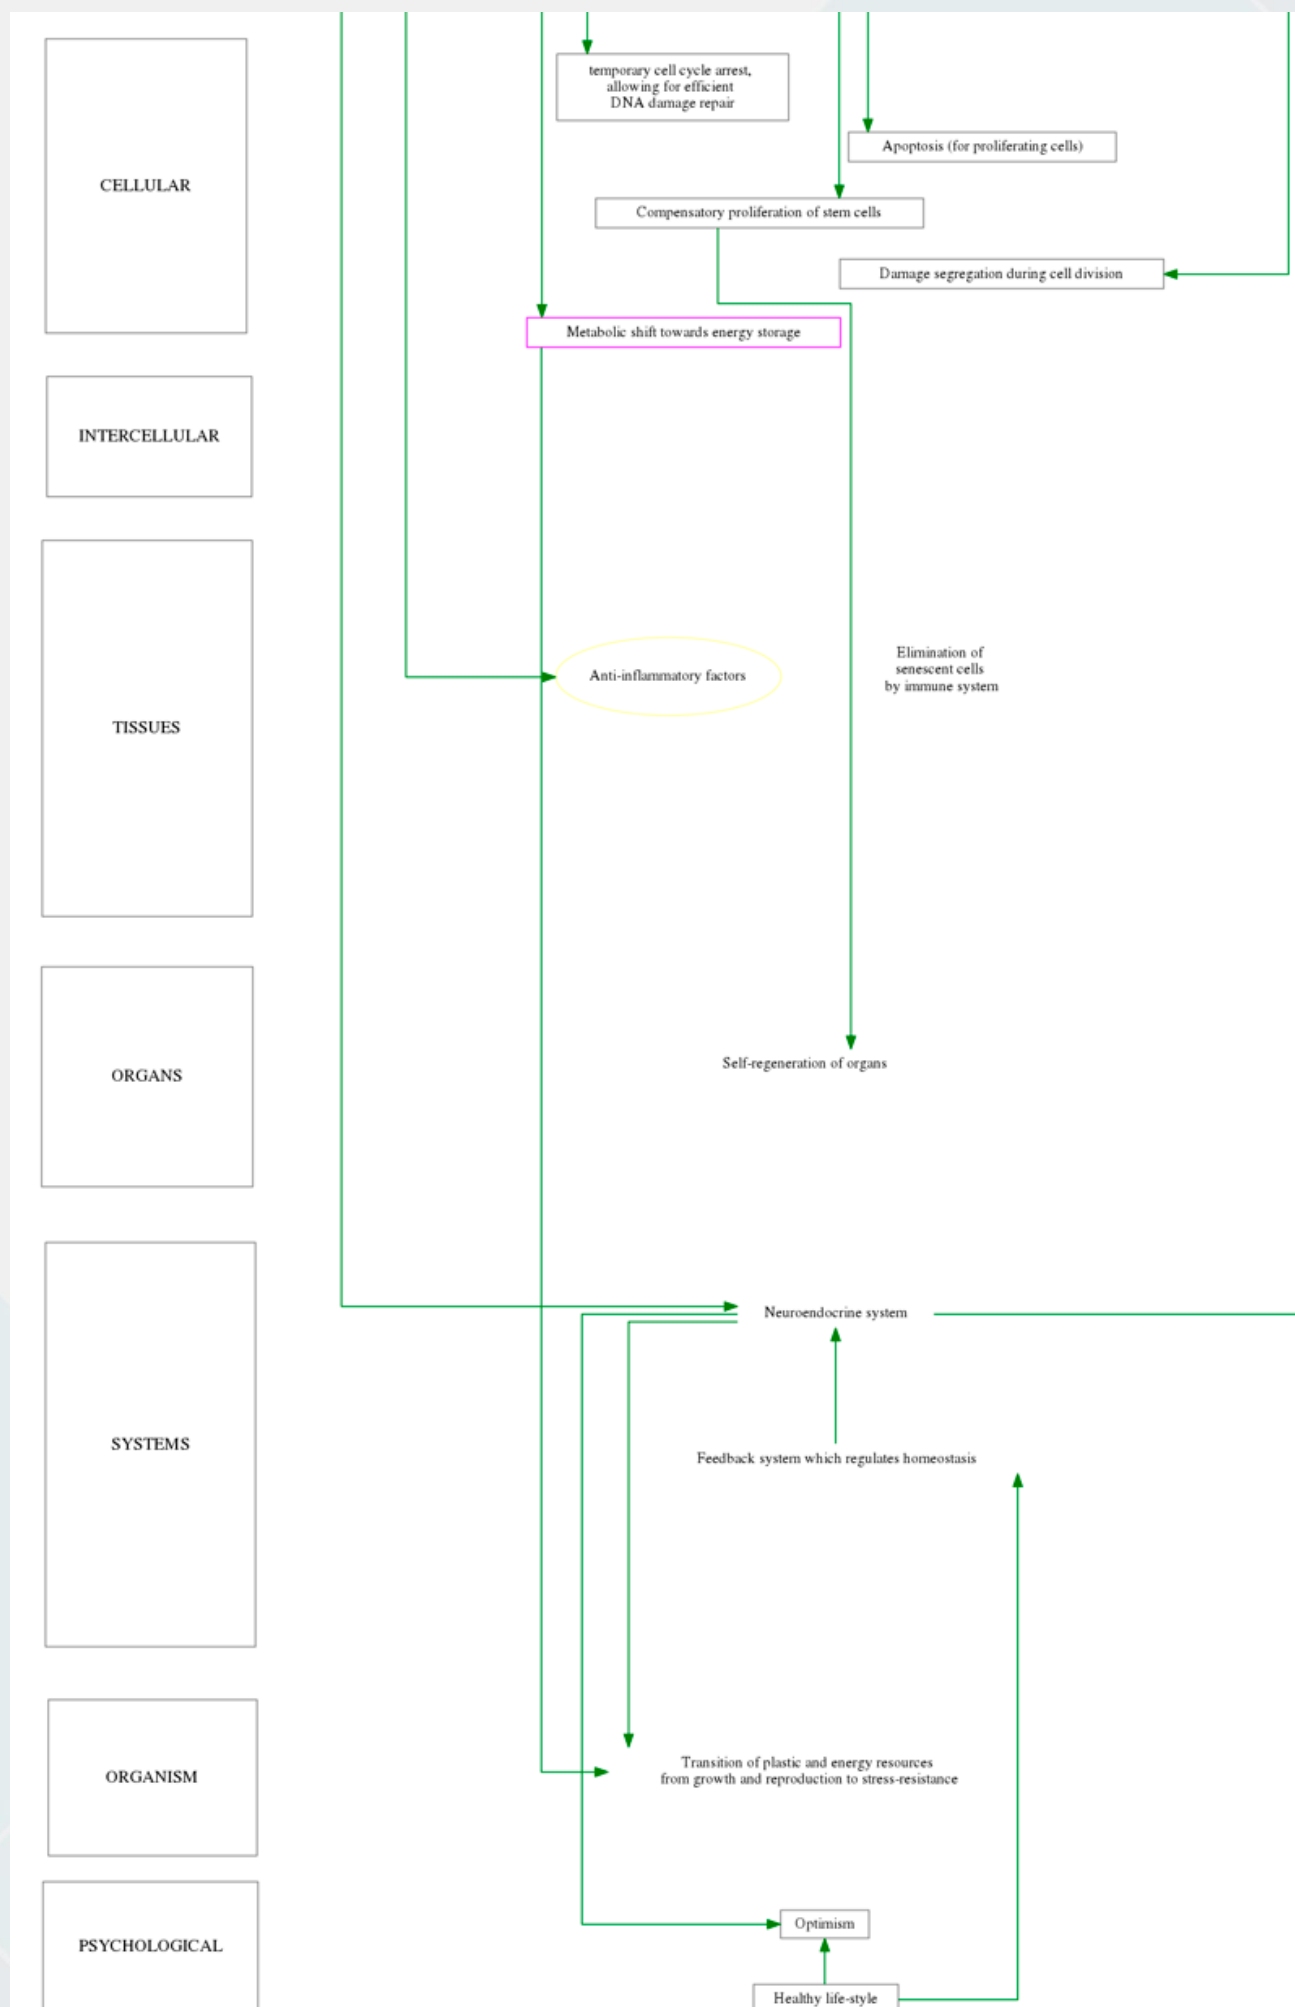 temporary cell cycle arrest,
allowing for efficient
DNA damage repair
Apoptosis (for proliferating cells)
CELLULAR
Compensatory proliferation of stem cells
Damage segregation during cell division
Metabolic shift towards energy storage
INTERCELLULAR
Elimination of
senescent cells
by immune system
Anti-inflammatory factors
TISSUES
Self-regeneration of organs
ORGANS
Neuroendocrine system
SYSTEMS
Feedback system which regulates homeostasis
Transition of plastic and energy resources
from growth and reproduction to stress-resistance
ORGANISM
Optimism
PSYCHOLOGICAL
Healthy life-style